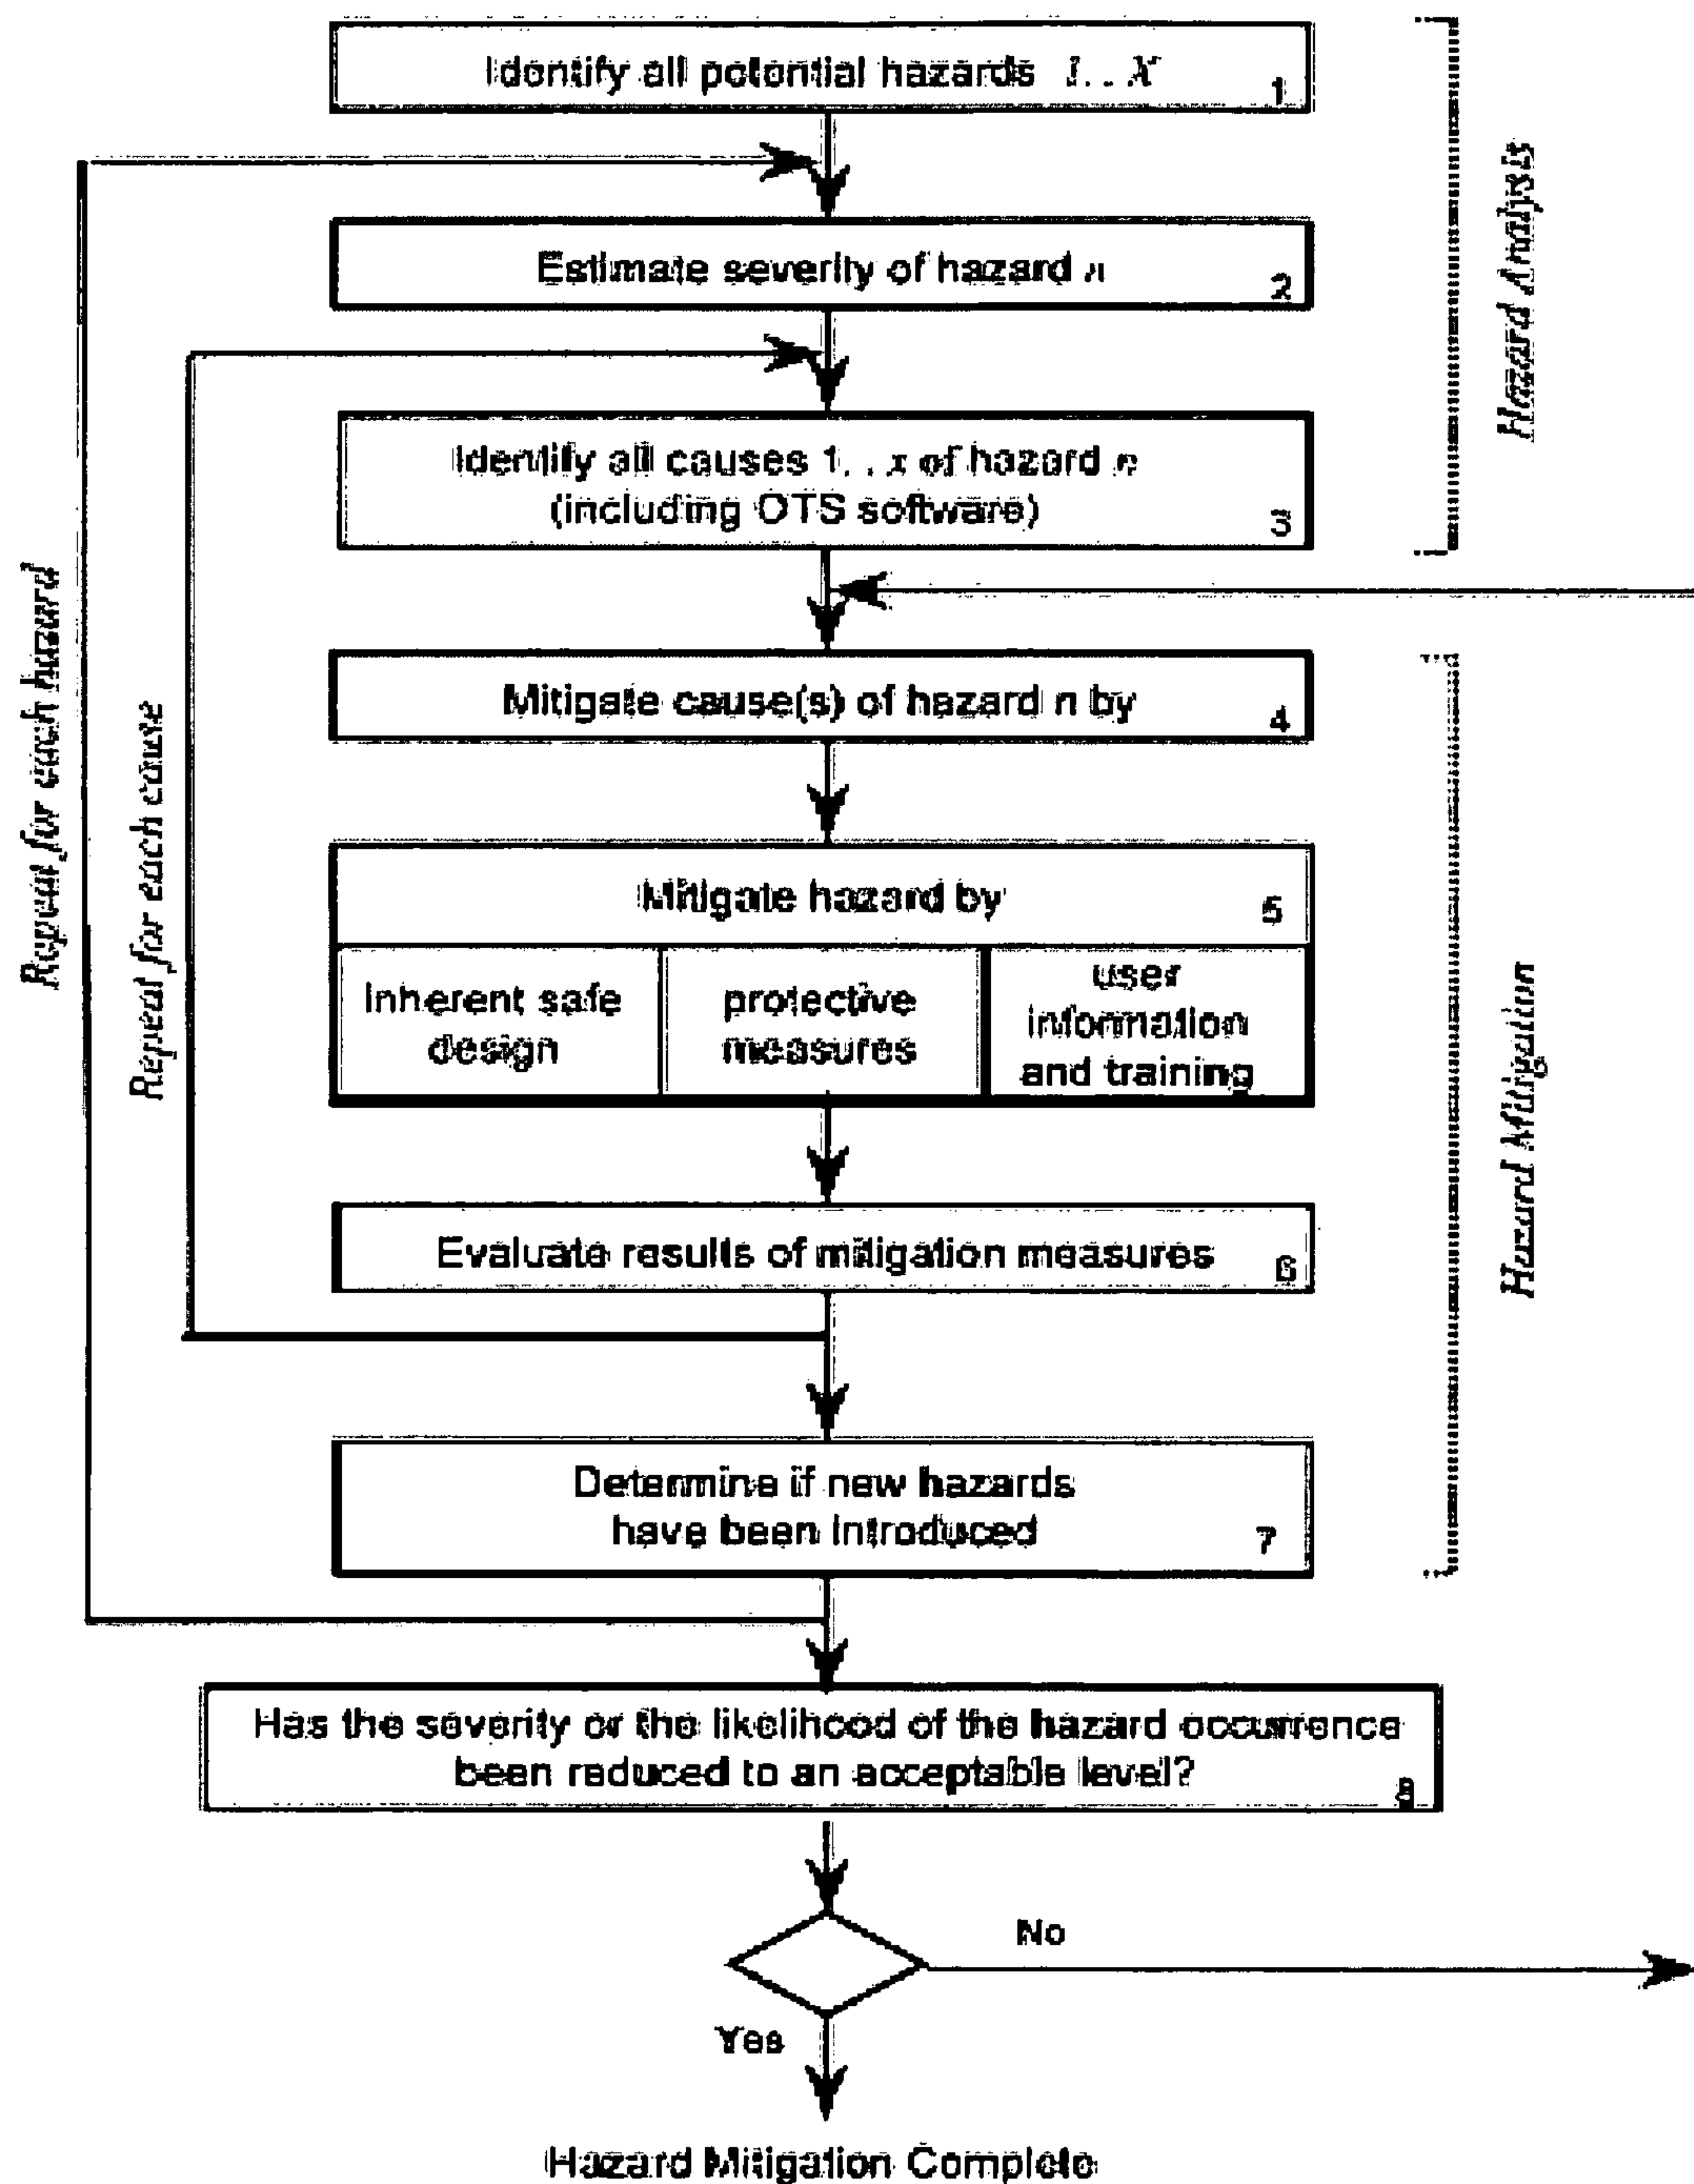 Identify all potential hazards 1. . X
1
Estimate severity of hazard n
2
Identify all causes 1. . x of hazard n
(including OTS software)
3
Mitigate cause(s) of hazard n by
4
Mitigate hazard by
5
Inherent safe
design
protective
measures
user
information
and training
Evaluate results of mitigation measures
6
Determine if new hazards
have been introduced
7
Has the severity or the likelihood of the hazard occurrence
been reduced to an acceptable level?
8
No
Yes
Hazard Mitigation Complete
Repeat for each hazard
Repeat for each cause
Hazard Analysis
Hazard Mitigation